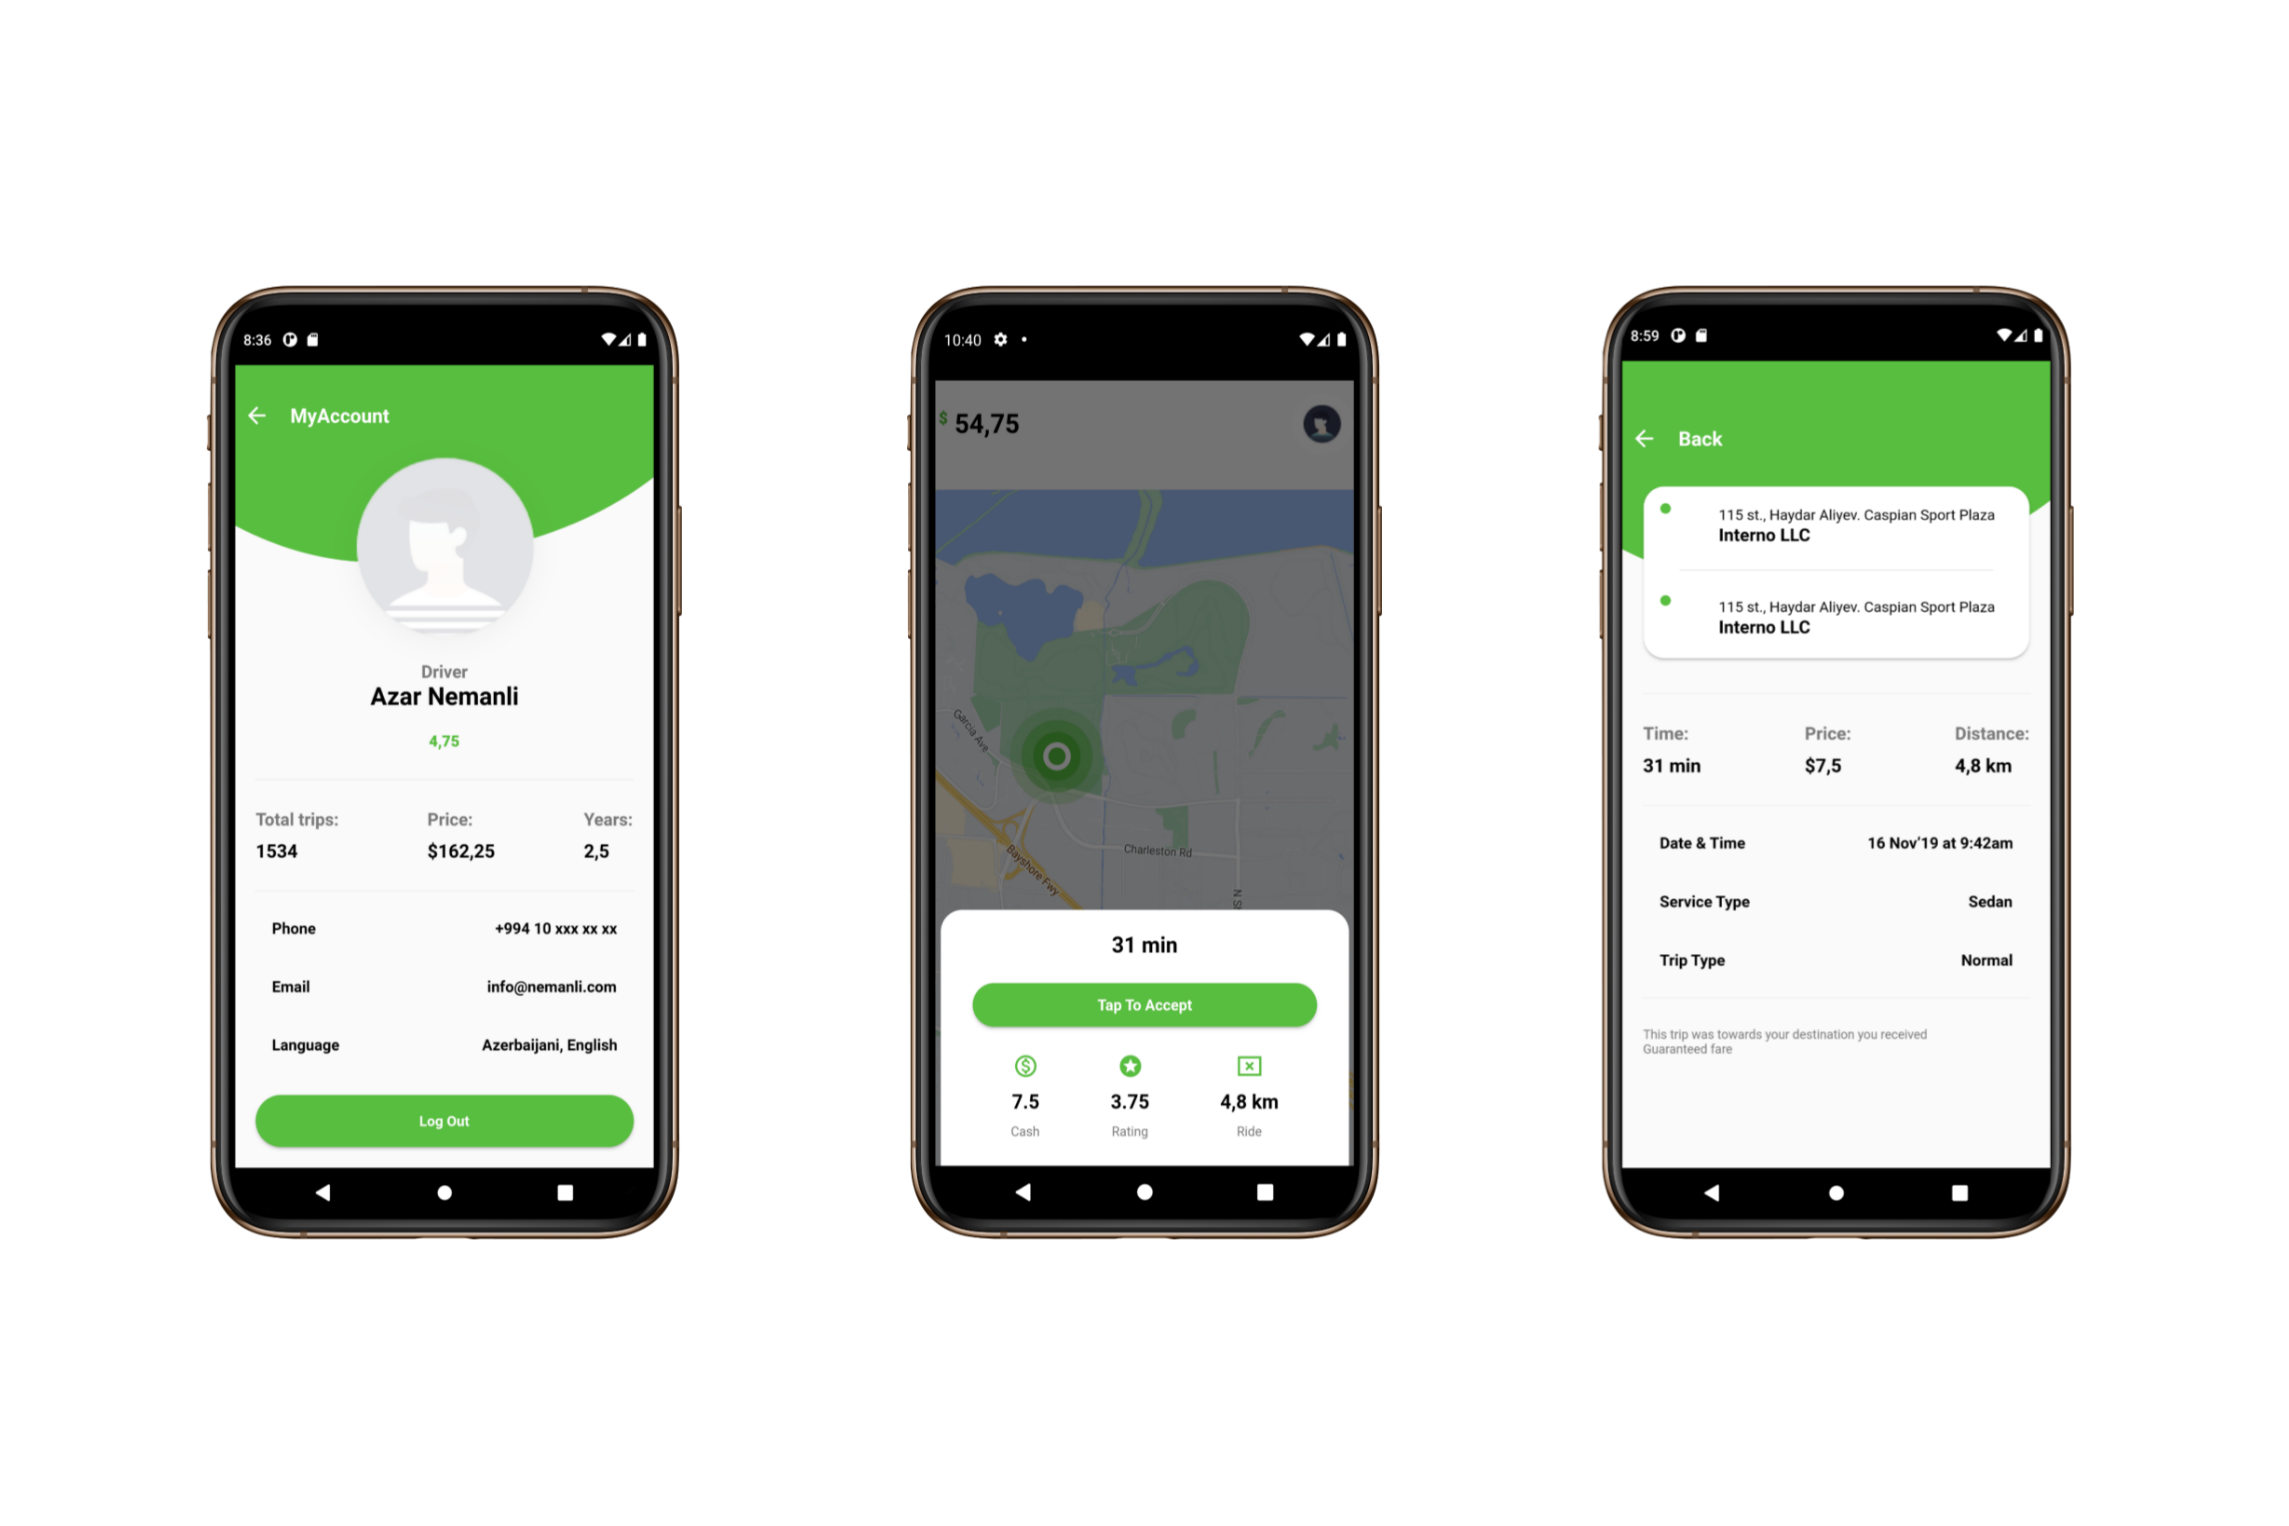 8:36
MyAccount
Driver
Azar Nemanli
4,75
Total trips: Price: Years:
1534 $162,25 2,5
Phone +994 10 xxx xx xx
Email info@nemanli.com
Language Azerbaijani, English
Log Out
10:40
$ 54,75
Garcia Ave
Bayshore Fwy
Charleston Rd
31 min
Tap To Accept
7.5 3.75 4,8 km
Cash Rating Ride
8:59
Back
115 st., Haydar Aliyev. Caspian Sport Plaza
Interno LLC
115 st., Haydar Aliyev. Caspian Sport Plaza
Interno LLC
Time: Price: Distance:
31 min $7,5 4,8 km
Date & Time 16 Nov'19 at 9:42am
Service Type Sedan
Trip Type Normal
This trip was towards your destination you received
Guaranteed fare